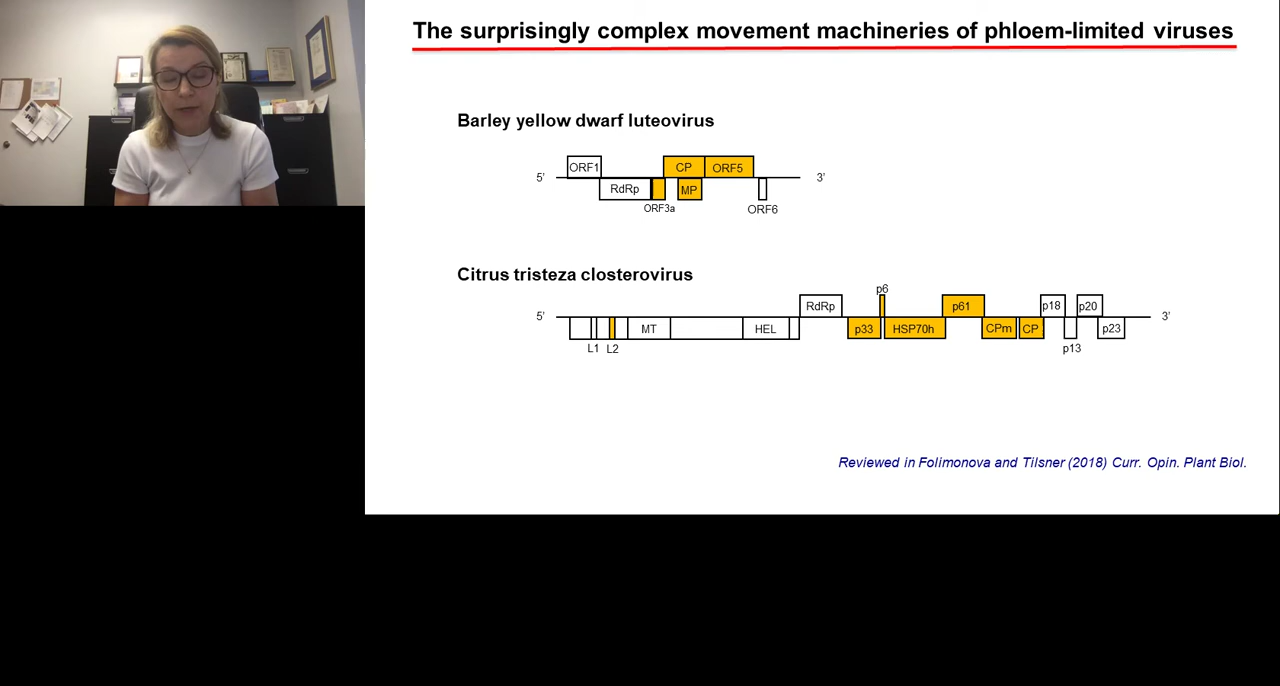 The surprisingly complex movement machineries of phloem-limited viruses
Barley yellow dwarf luteovirus
ORF1
CP
ORF5
5'
3'
RdRp
MP
ORF3a
ORF6
Citrus tristeza closterovirus
p6
RdRp
p61
p18
p20
5'
3'
MT
HEL
p33
HSP70h
CPm
CP
p23
L1
L2
p13
Reviewed in Folimonova and Tilsner (2018) Curr. Opin. Plant Biol.